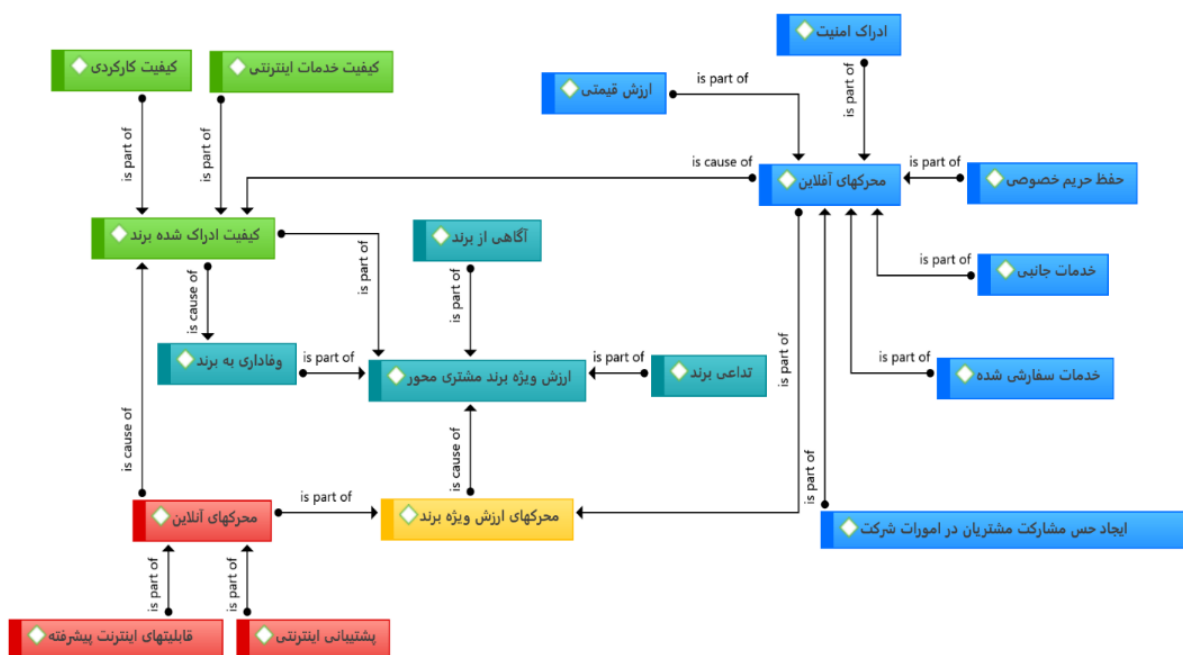 ادراک امنیت
کیفیت کارکردی
کیفیت خدمات اینترنتی
ارزش قیمتی
is part of
is part of
is part of
is part of
is cause of
is part of
محرکهای آفلاین
حفظ حریم خصوصی
کیفیت ادراک شده برند
آگاهی از برند
is part of
خدمات جانبی
is part of
is part of
is cause of
وفاداری به برند
is part of
ارزش ویژه برند مشتری محور
is part of
تداعی برند
is part of
is part of
خدمات سفارشی شده
is cause of
is cause of
is part of
محرکهای آنلاین
is part of
محرکهای ارزش ویژه برند
ایجاد حس مشارکت مشتریان در امورات شرکت
is part of
is part of
قابلیتهای اینترنت پیشرفته
پشتیبانی اینترنتی